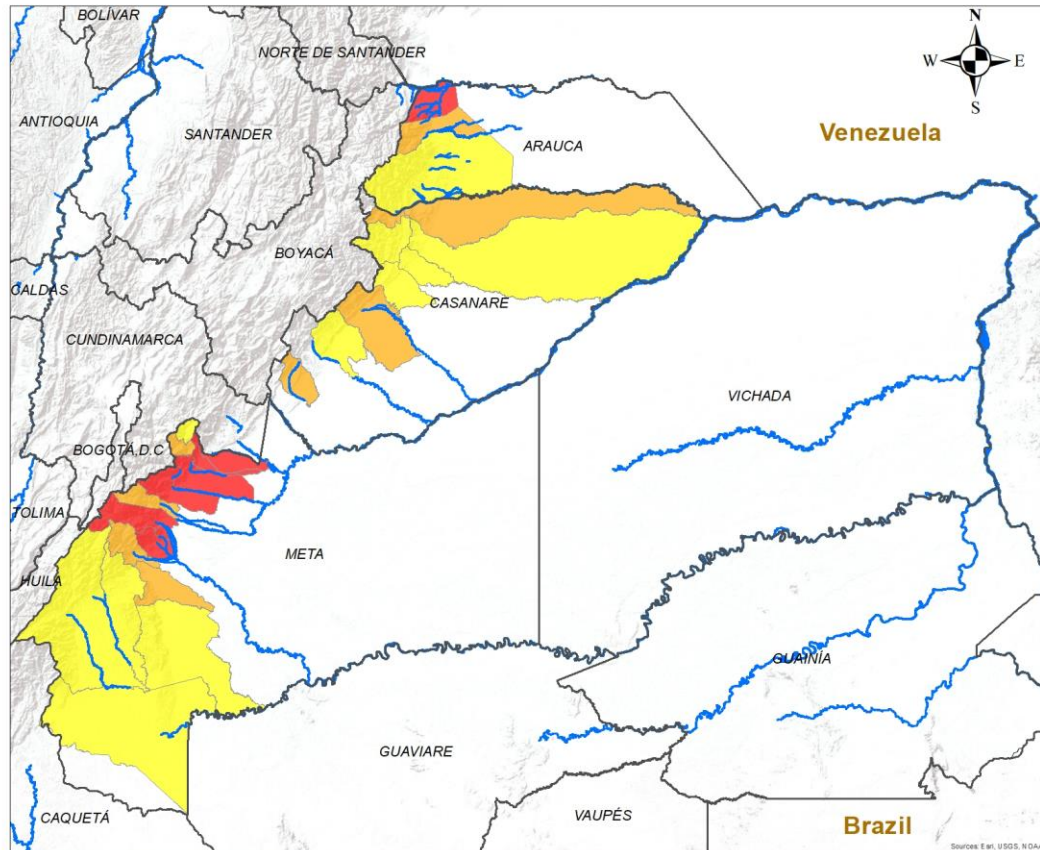 BOLÍVAR
NORTE DE SANTANDER
N
W
E
S
ANTIOQUIA
SANTANDER
ARAUCA
Venezuela
BOYACÁ
CALDAS
CASANARE
CUNDINAMARCA
VICHADA
BOGOTÁ, D.C
TOLIMA
META
HUILA
GUAINÍA
GUAVIARE
CAQUETÁ
VAUPÉS
Brazil
Sources: Esri, USGS, NOAA